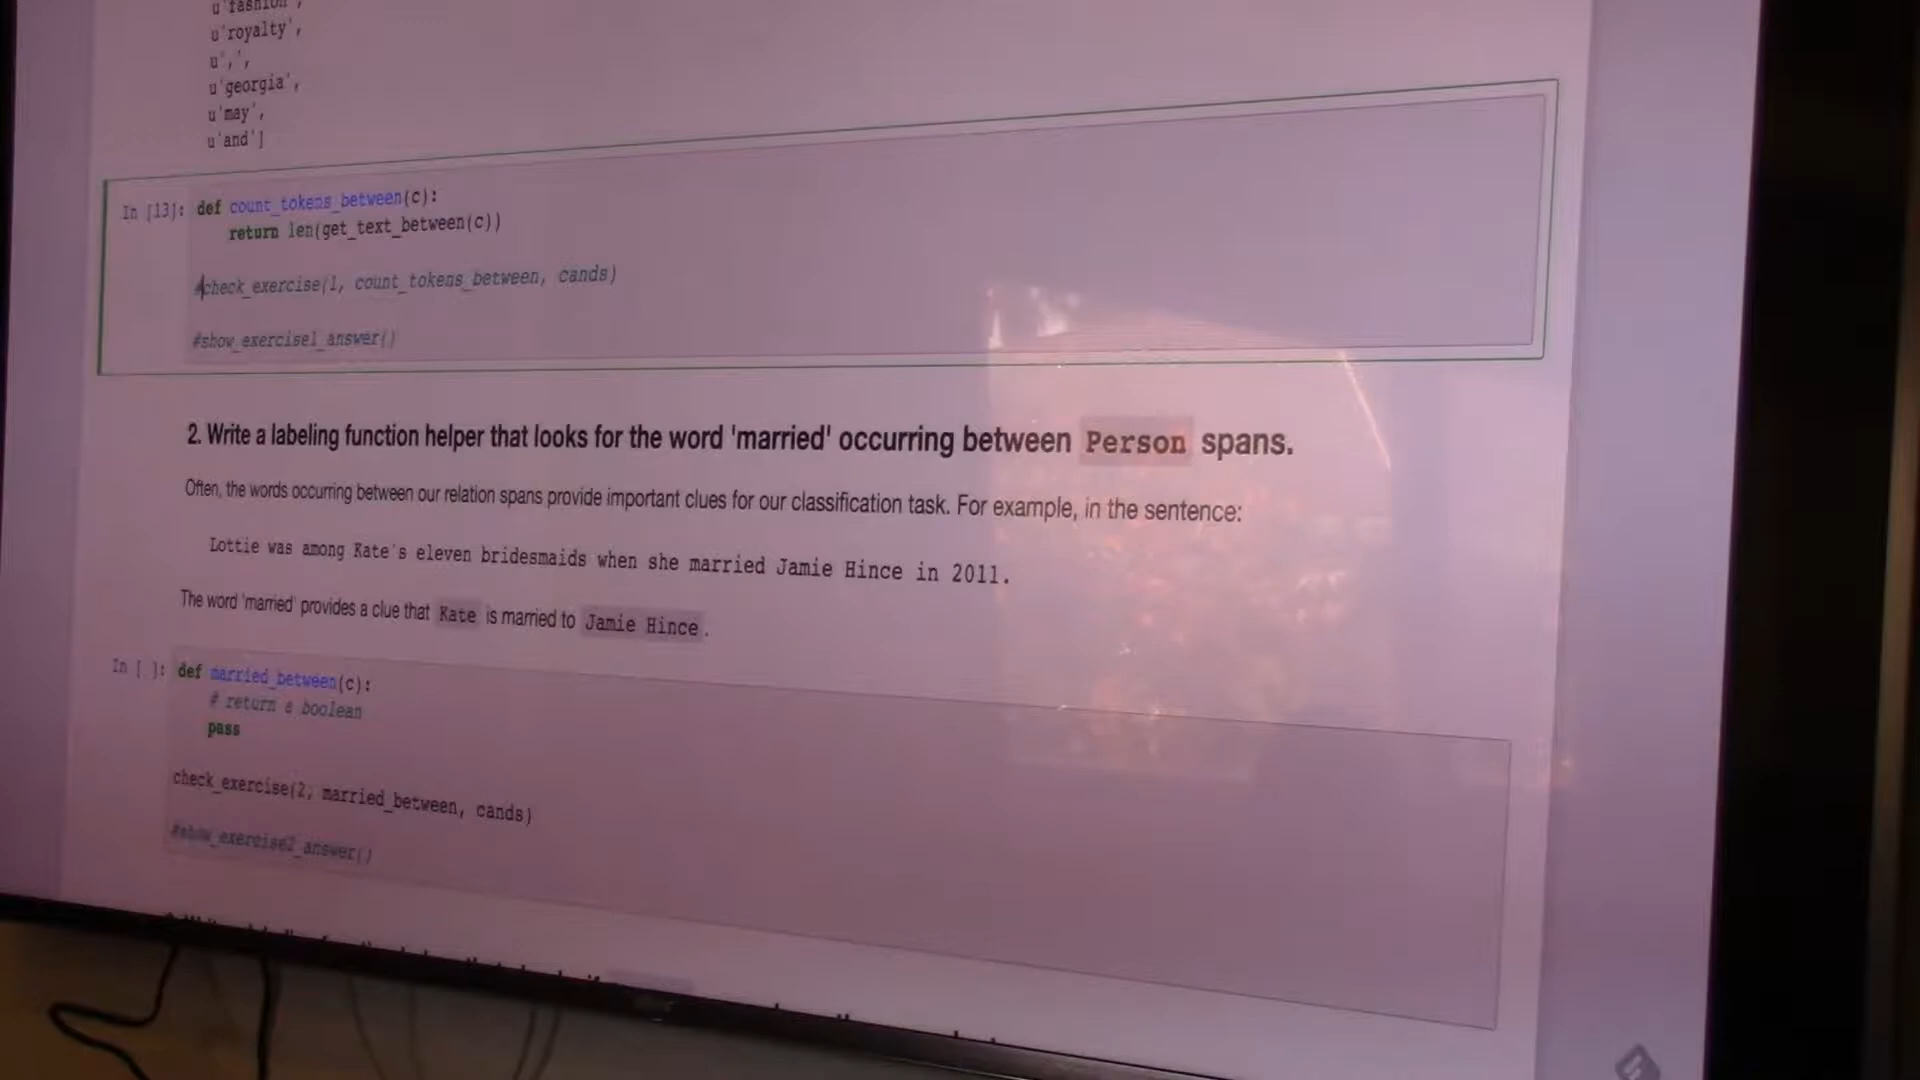 u'fashion',
u'royalty',
u',',
u'georgia',
u'may',
u'and']
In [13]: def count_tokens_between(c):
return len(get_text_between(c))
#check_exercise(1, count_tokens_between, cands)
#show_exercise1_answer()
2. Write a labeling function helper that looks for the word 'married' occurring between Person spans.
Often, the words occurring between our relation spans provide important clues for our classification task. For example, in the sentence:
Lottie was among Kate's eleven bridesmaids when she married Jamie Hince in 2011.
The word 'married' provides a clue that Kate is married to Jamie Hince.
In [ ]: def married_between(c):
# return a boolean
pass
check_exercise(2, married_between, cands)
#show_exercise2_answer()